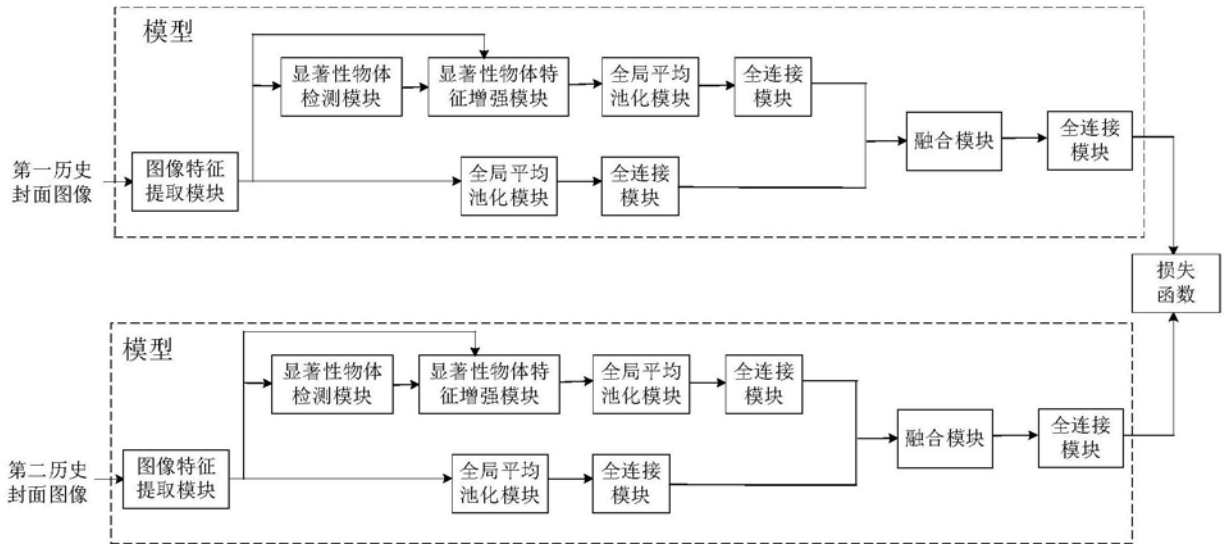 模型
显著性物体
检测模块
显著性物体特
征增强模块
全局平均
池化模块
全连接
模块
第一历史
封面图像
图像特征
提取模块
全局平均
池化模块
全连接
模块
融合模块
全连接
模块
损失
函数
模型
显著性物体
检测模块
显著性物体特
征增强模块
全局平均
池化模块
全连接
模块
第二历史
封面图像
图像特征
提取模块
全局平均
池化模块
全连接
模块
融合模块
全连接
模块